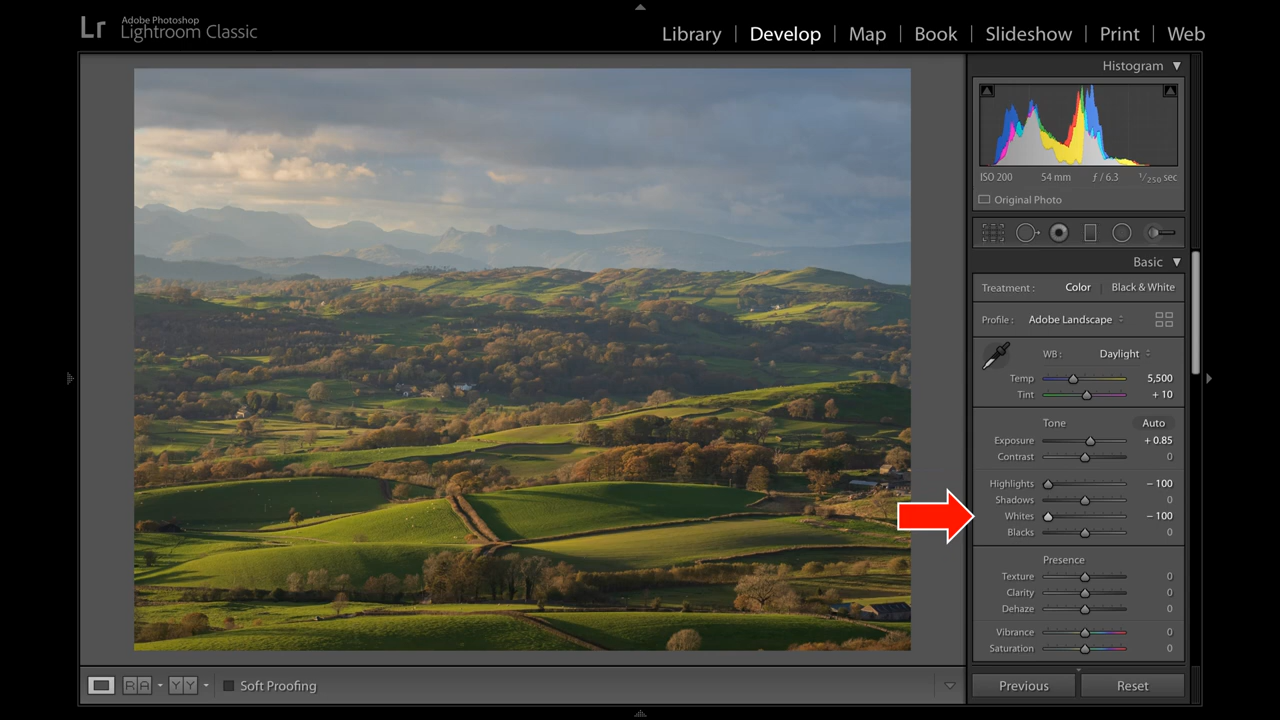 Lr Adobe Photoshop
Lightroom Classic
Library | Develop | Map | Book | Slideshow | Print | Web
Histogram
ISO 200 54 mm ƒ / 6.3 1/250 sec
Original Photo
Basic
Treatment : Color | Black & White
Profile : Adobe Landscape
WB : Daylight
Temp 5,500
Tint + 10
Tone Auto
Exposure + 0.85
Contrast 0
Highlights − 100
Shadows 0
Whites − 100
Blacks 0
Presence
Texture 0
Clarity 0
Dehaze 0
Vibrance 0
Saturation 0
R A Y Y Soft Proofing
Previous Reset